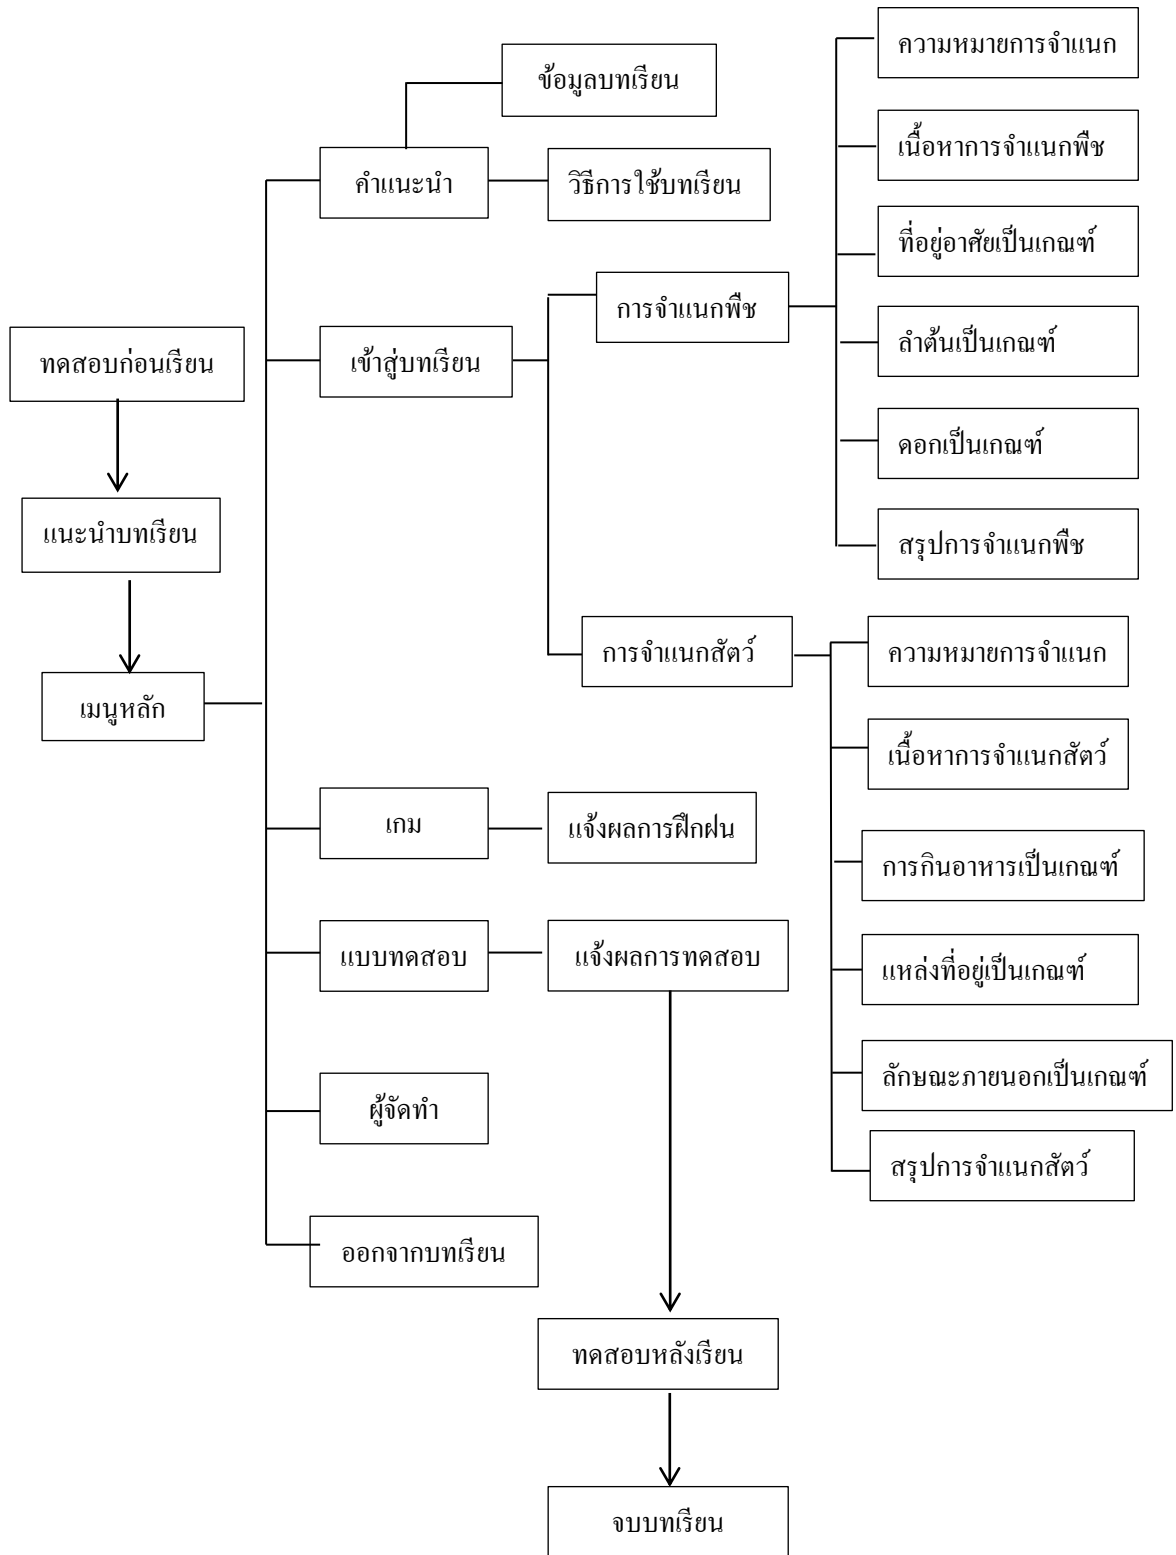 ทดสอบก่อนเรียน
แนะนำบทเรียน
เมนูหลัก
คำแนะนำ
ข้อมูลบทเรียน
วิธีการใช้บทเรียน
เข้าสู่บทเรียน
การจำแนกพืช
ความหมายการจำแนก
เนื้อหาการจำแนกพืช
ที่อยู่อาศัยเป็นเกณฑ์
ลำต้นเป็นเกณฑ์
ดอกเป็นเกณฑ์
สรุปการจำแนกพืช
การจำแนกสัตว์
ความหมายการจำแนก
เนื้อหาการจำแนกสัตว์
การกินอาหารเป็นเกณฑ์
แหล่งที่อยู่เป็นเกณฑ์
ลักษณะภายนอกเป็นเกณฑ์
สรุปการจำแนกสัตว์
เกม
แจ้งผลการฝึกฝน
แบบทดสอบ
แจ้งผลการทดสอบ
ผู้จัดทำ
ออกจากบทเรียน
ทดสอบหลังเรียน
จบบทเรียน